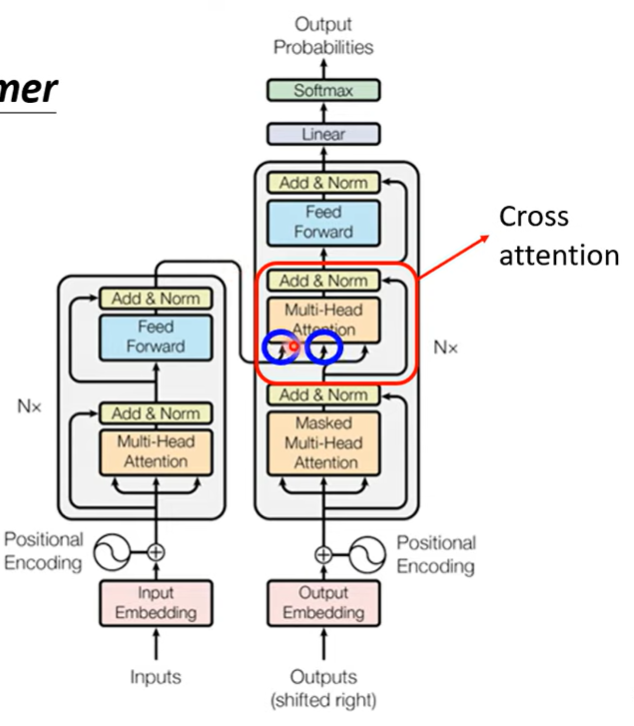 mer
Output
Probabilities
Softmax
Linear
Add & Norm
Feed
Forward
Cross
attention
Add & Norm
Multi-Head
Attention
Nx
Add & Norm
Masked
Multi-Head
Attention
Add & Norm
Feed
Forward
Nx
Add & Norm
Multi-Head
Attention
Positional
Encoding
Positional
Encoding
Input
Embedding
Output
Embedding
Inputs
Outputs
(shifted right)